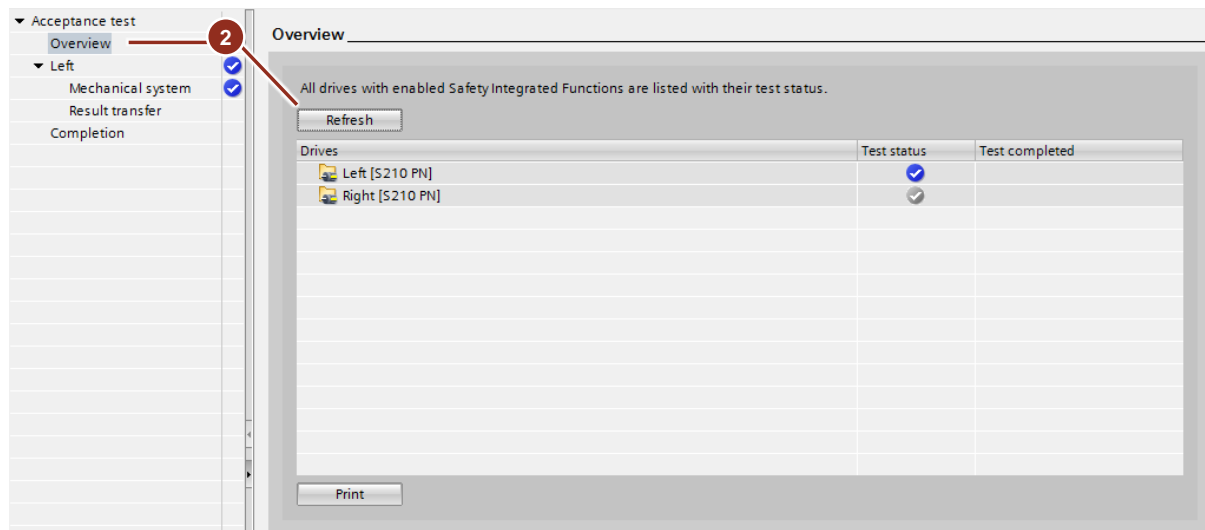 Acceptance test
Overview
Left
Mechanical system
Result transfer
Completion
2
Overview
All drives with enabled Safety Integrated Functions are listed with their test status.
Refresh
Drives Test status Test completed
Left [S210 PN]
Right [S210 PN]
Print